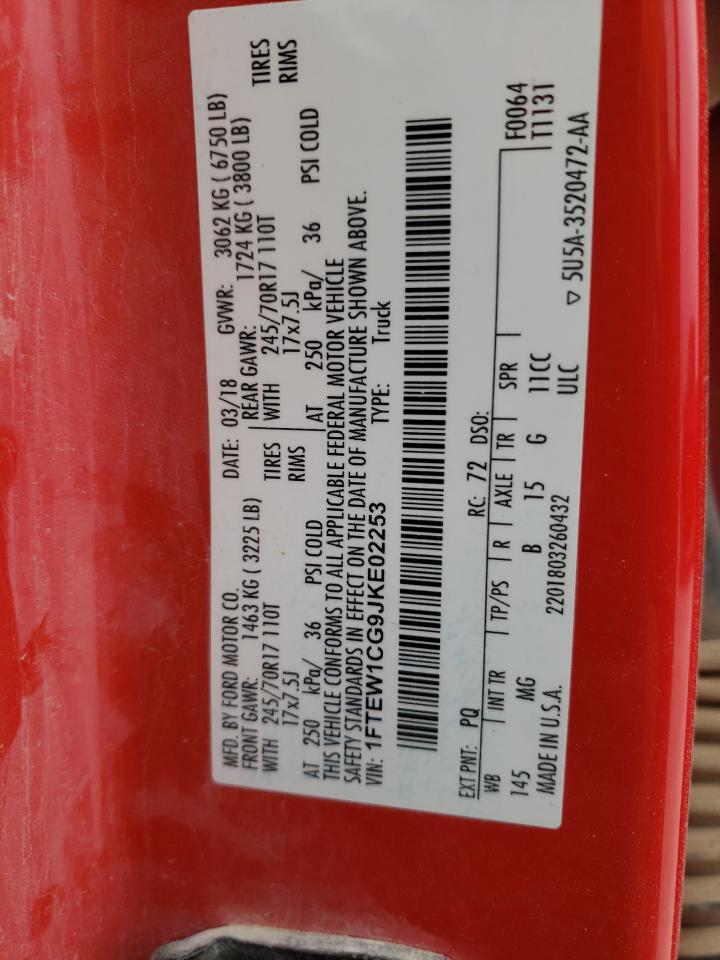 MFD. BY FORD MOTOR CO. DATE: 03/18 GVWR: 3062 KG ( 6750 LB)
FRONT GAWR: 1463 KG ( 3225 LB) REAR GAWR: 1724 KG ( 3800 LB)
WITH 245/70R17 110T TIRES WITH 245/70R17 110T TIRES
17x7.5J RIMS 17x7.5J RIMS
AT 250 kPa/ 36 PSI COLD AT 250 kPa/ 36 PSI COLD
THIS VEHICLE CONFORMS TO ALL APPLICABLE FEDERAL MOTOR VEHICLE
SAFETY STANDARDS IN EFFECT ON THE DATE OF MANUFACTURE SHOWN ABOVE.
VIN: 1FTEW1CG9JKE02253 TYPE: Truck
EXT PNT: PQ RC: 72 DSO: F0064
WB INT TR TP/PS R AXLE TR SPR T1131
145 MG B 15 G 11CC
MADE IN U.S.A. 2201803260432 ULC ▽ 5U5A-3520472-AA